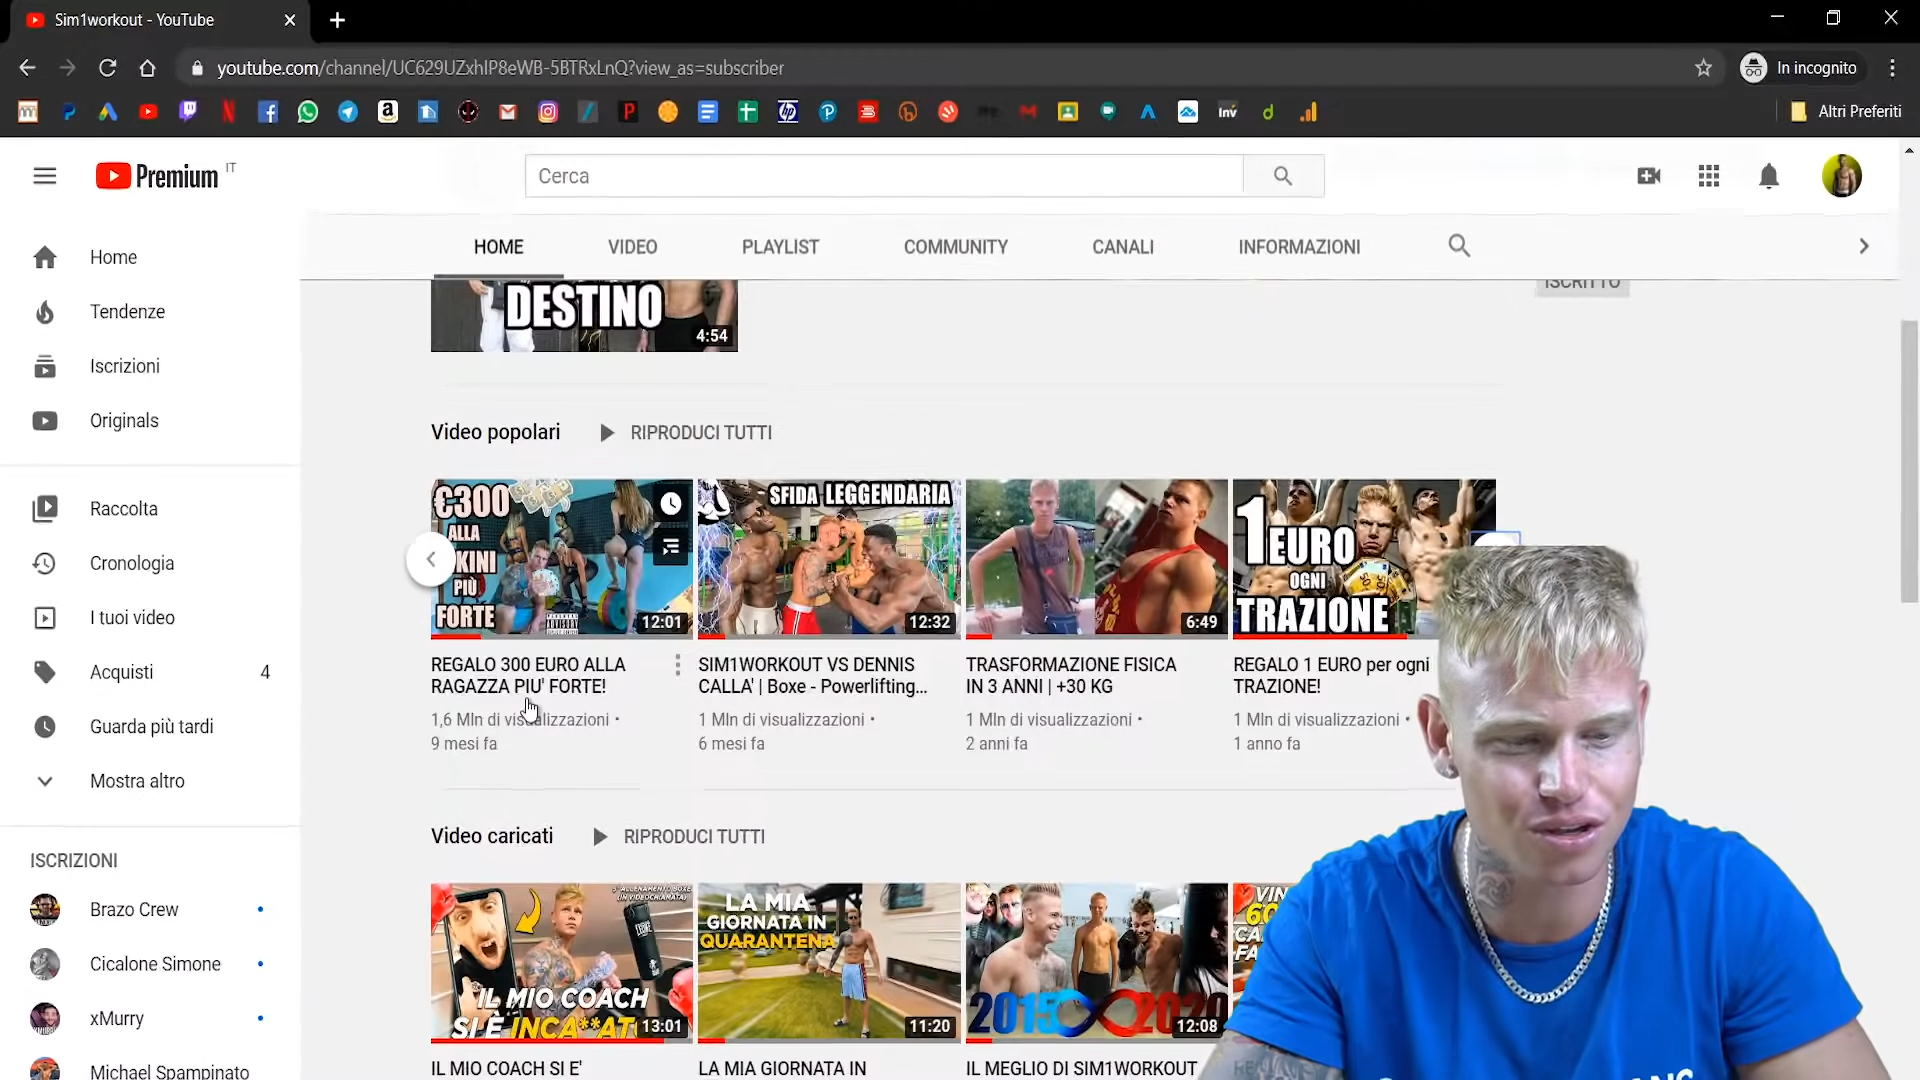 Sim1workout - YouTube
youtube.com/channel/UC629UZxhIP8eWB-5BTRxLnQ?view_as=subscriber
In incognito
Inv
Altri Preferiti
Premium IT
Cerca
HOME
VIDEO
PLAYLIST
COMMUNITY
CANALI
INFORMAZIONI
Home
Tendenze
Iscrizioni
Originals
Raccolta
Cronologia
I tuoi video
Acquisti 4
Guarda più tardi
Mostra altro
ISCRIZIONI
Brazo Crew
Cicalone Simone
xMurry
Michael Spampinato
ISCRITTO
DESTINO
4:54
Video popolari
RIPRODUCI TUTTI
€300
ALLA
PIÙ
FORTE
12:01
REGALO 300 EURO ALLA
RAGAZZA PIU' FORTE!
1,6 Mln di visualizzazioni •
9 mesi fa
SFIDA LEGGENDARIA
12:32
SIM1WORKOUT VS DENNIS
CALLA' | Boxe - Powerlifting...
1 Mln di visualizzazioni •
6 mesi fa
6:49
TRASFORMAZIONE FISICA
IN 3 ANNI | +30 KG
1 Mln di visualizzazioni •
2 anni fa
1 EURO
OGNI
TRAZIONE
REGALO 1 EURO per ogni
TRAZIONE!
1 Mln di visualizzazioni •
1 anno fa
Video caricati
RIPRODUCI TUTTI
IL MIO COACH
SI È INCA**AT
13:01
IL MIO COACH SI E'
LA MIA
GIORNATA IN
QUARANTENA
11:20
LA MIA GIORNATA IN
2015
12:08
IL MEGLIO DI SIM1WORKOUT